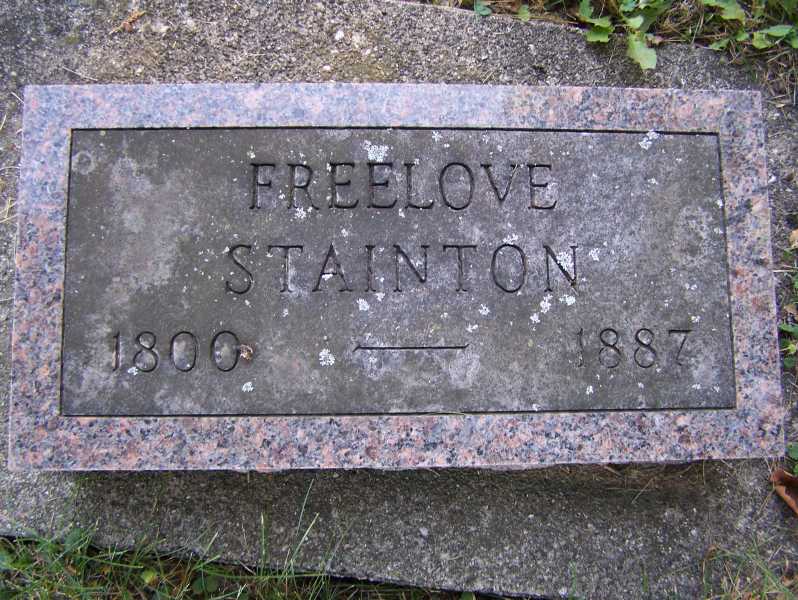 FREELOVE
STAINTON
1800 — 1887